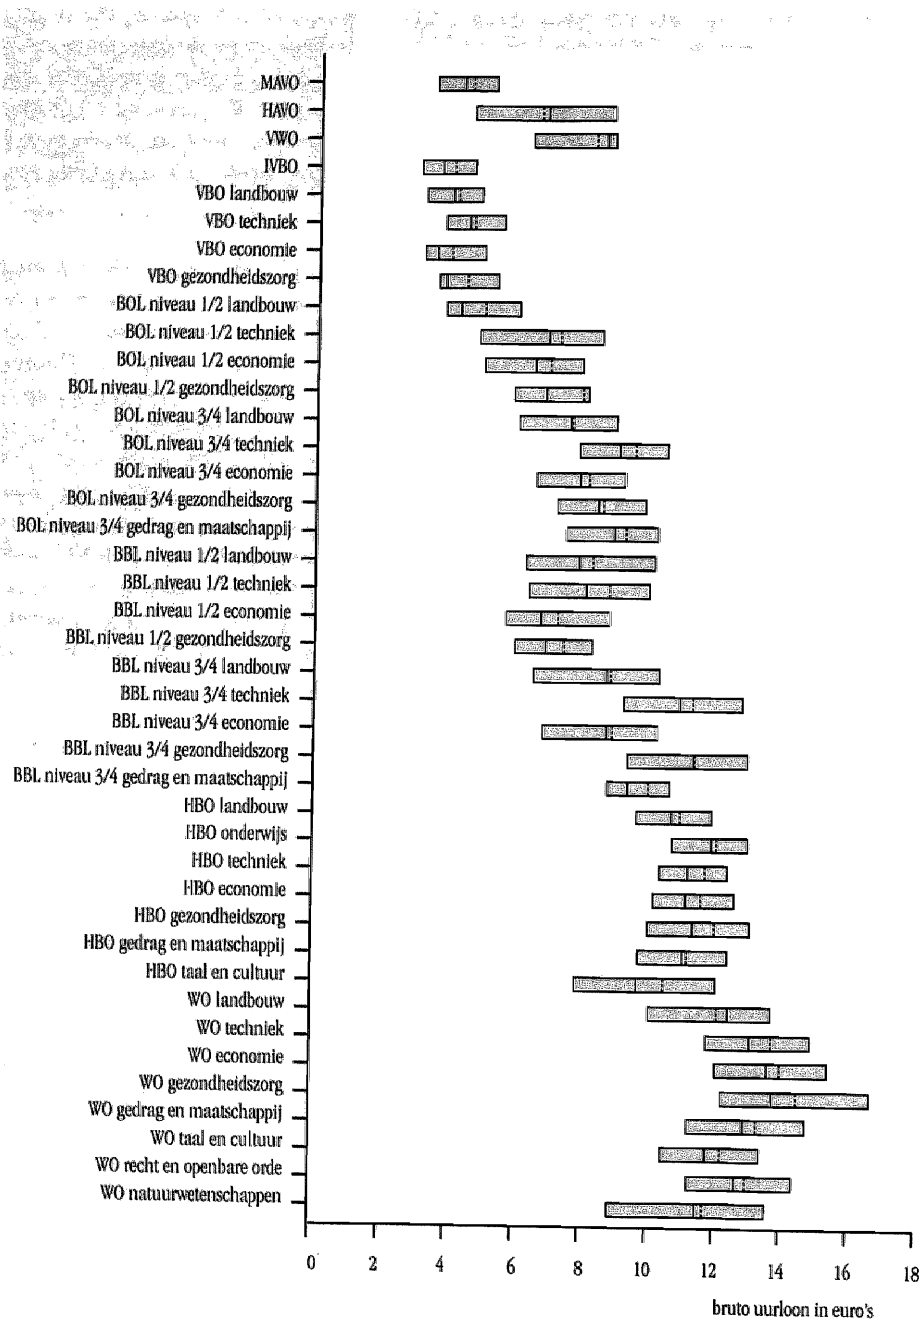 MAVO
HAVO
VWO
IVBO
VBO landbouw
VBO techniek
VBO economie
VBO gezondheidszorg
BOL niveau 1/2 landbouw
BOL niveau 1/2 techniek
BOL niveau 1/2 economie
BOL niveau 1/2 gezondheidszorg
BOL niveau 3/4 landbouw
BOL niveau 3/4 techniek
BOL niveau 3/4 economie
BOL niveau 3/4 gezondheidszorg
BOL niveau 3/4 gedrag en maatschappij
BBL niveau 1/2 landbouw
BBL niveau 1/2 techniek
BBL niveau 1/2 economie
BBL niveau 1/2 gezondheidszorg
BBL niveau 3/4 landbouw
BBL niveau 3/4 techniek
BBL niveau 3/4 economie
BBL niveau 3/4 gezondheidszorg
BBL niveau 3/4 gedrag en maatschappij
HBO landbouw
HBO onderwijs
HBO techniek
HBO economie
HBO gezondheidszorg
HBO gedrag en maatschappij
HBO taal en cultuur
WO landbouw
WO techniek
WO economie
WO gezondheidszorg
WO gedrag en maatschappij
WO taal en cultuur
WO recht en openbare orde
WO natuurwetenschappen
0 2 4 6 8 10 12 14 16 18
bruto uurloon in euro's